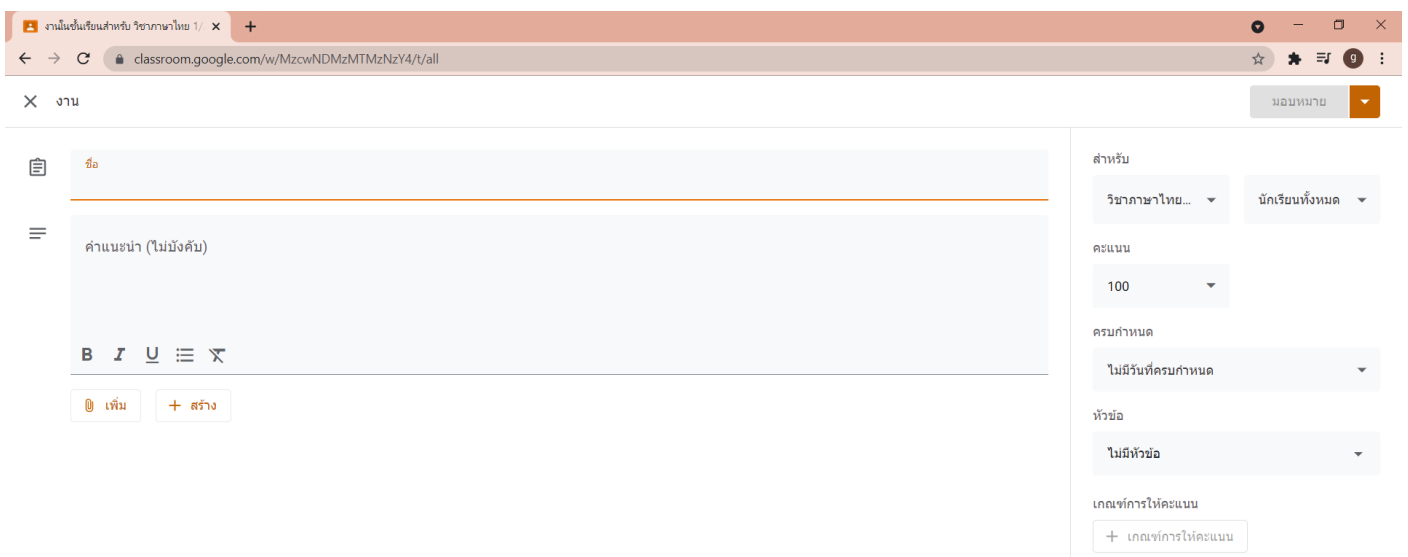 งานในชั้นเรียนสำหรับ วิชาภาษาไทย 1/
classroom.google.com/w/MzcwNDMzMTMzNzY4/t/all
g
งาน
มอบหมาย
ชื่อ
คำแนะนำ (ไม่บังคับ)
B I U
เพิ่ม
สร้าง
สำหรับ
วิชาภาษาไทย...
นักเรียนทั้งหมด
คะแนน
100
ครบกำหนด
ไม่มีวันที่ครบกำหนด
หัวข้อ
ไม่มีหัวข้อ
เกณฑ์การให้คะแนน
+ เกณฑ์การให้คะแนน